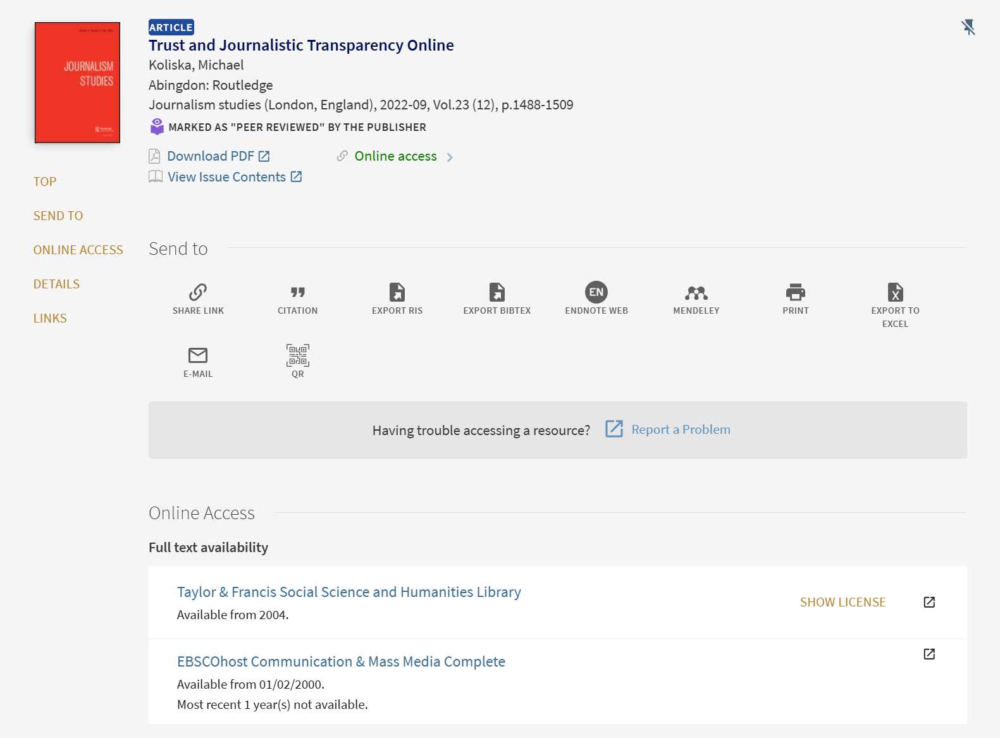 JOURNALISM
STUDIES
ARTICLE
Trust and Journalistic Transparency Online
Koliska, Michael
Abingdon: Routledge
Journalism studies (London, England), 2022-09, Vol.23 (12), p.1488-1509
MARKED AS "PEER REVIEWED" BY THE PUBLISHER
Download PDF
Online access
View Issue Contents
TOP
SEND TO
ONLINE ACCESS
DETAILS
LINKS
Send to
SHARE LINK
CITATION
EXPORT RIS
EXPORT BIBTEX
EN
ENDNOTE WEB
MENDELEY
PRINT
X
EXPORT TO
EXCEL
E-MAIL
QR
Having trouble accessing a resource?
Report a Problem
Online Access
Full text availability
Taylor & Francis Social Science and Humanities Library
Available from 2004.
SHOW LICENSE
EBSCOhost Communication & Mass Media Complete
Available from 01/02/2000.
Most recent 1 year(s) not available.